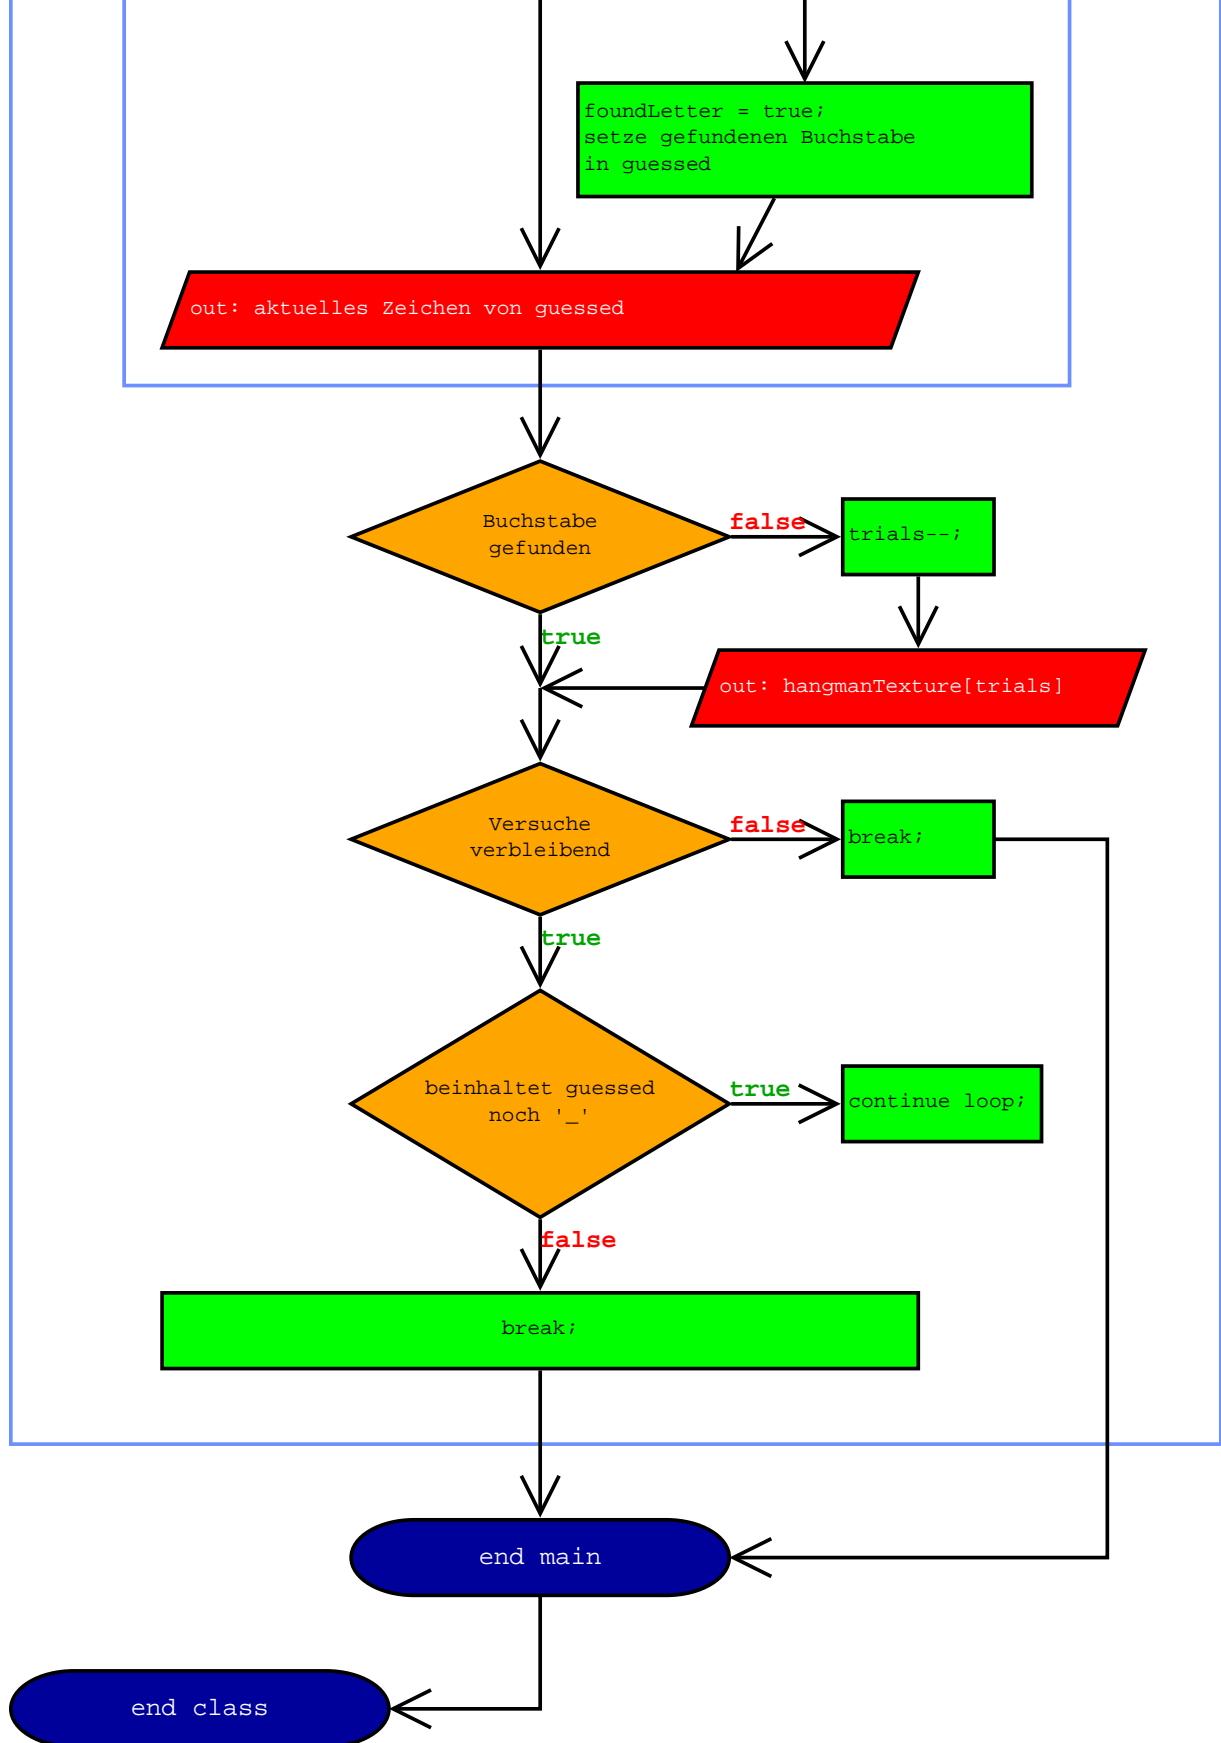 foundLetter = true;
setze gefundenen Buchstabe
in guessed
out: aktuelles Zeichen von guessed
Buchstabe
gefunden
false
trials--;
true
out: hangmanTexture[trials]
Versuche
verbleibend
false
break;
true
beinhaltet guessed
noch '_'
true
continue loop;
false
break;
end main
end class